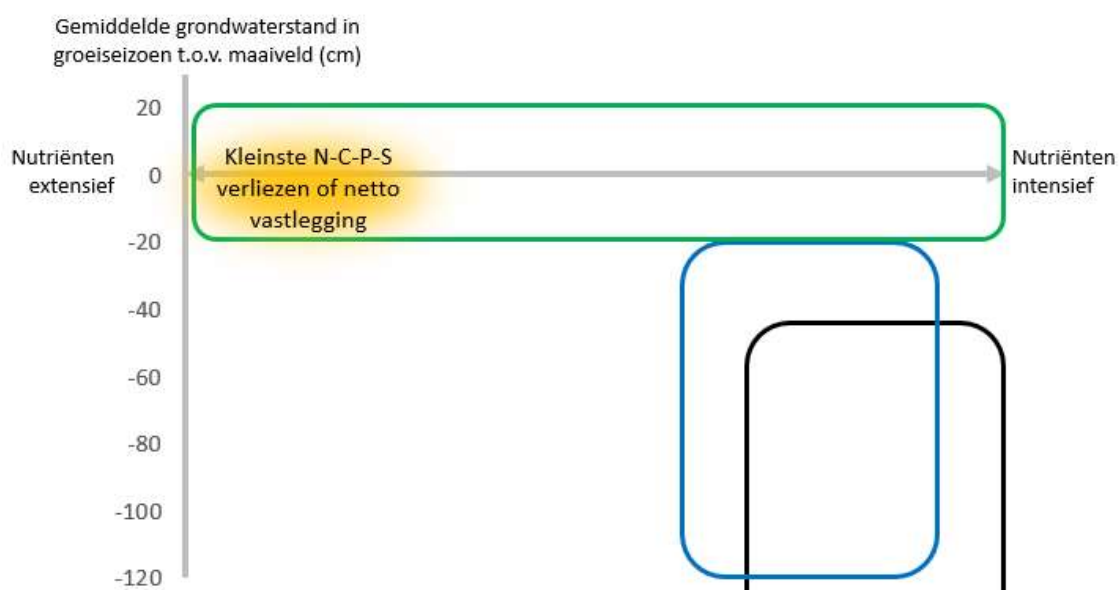 Gemiddelde grondwaterstand in
groeiseizoen t.o.v. maaiveld (cm)
20
Nutriënten
extensief
0
Kleinste N-C-P-S
verliezen of netto
vastlegging
Nutriënten
intensief
-20
-40
-60
-80
-100
-120